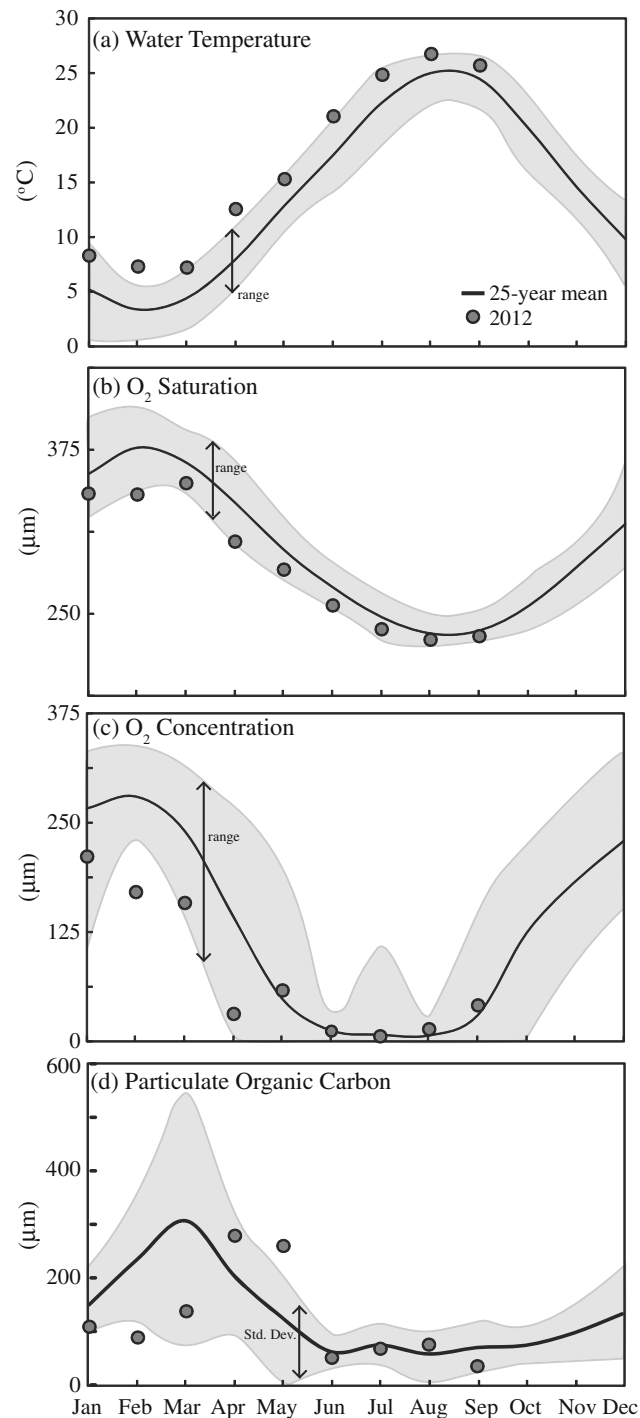 30
(a) Water Temperature
25
20
15
10
5
0
(°C)
range
25-year mean
2012
(b) O2 Saturation
375
250
(μm)
range
375
(c) O2 Concentration
250
125
0
(μm)
range
600
(d) Particulate Organic Carbon
400
200
0
(μm)
Std. Dev.
Jan Feb Mar Apr May Jun Jul Aug Sep Oct Nov Dec